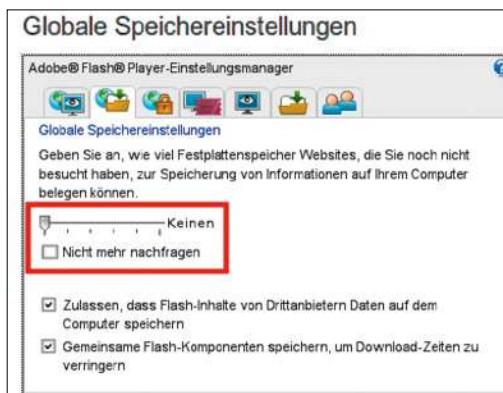 Globale Speichereinstellungen
Adobe® Flash® Player-Einstellungsmanager
Globale Speichereinstellungen
Geben Sie an, wie viel Festplattenspeicher Websites, die Sie noch nicht
besucht haben, zur Speicherung von Informationen auf Ihrem Computer
belegen können.
Keinen
Nicht mehr nachfragen
Zulassen, dass Flash-Inhalte von Drittanbietern Daten auf dem
Computer speichern
Gemeinsame Flash-Komponenten speichern, um Download-Zeiten zu
verringern